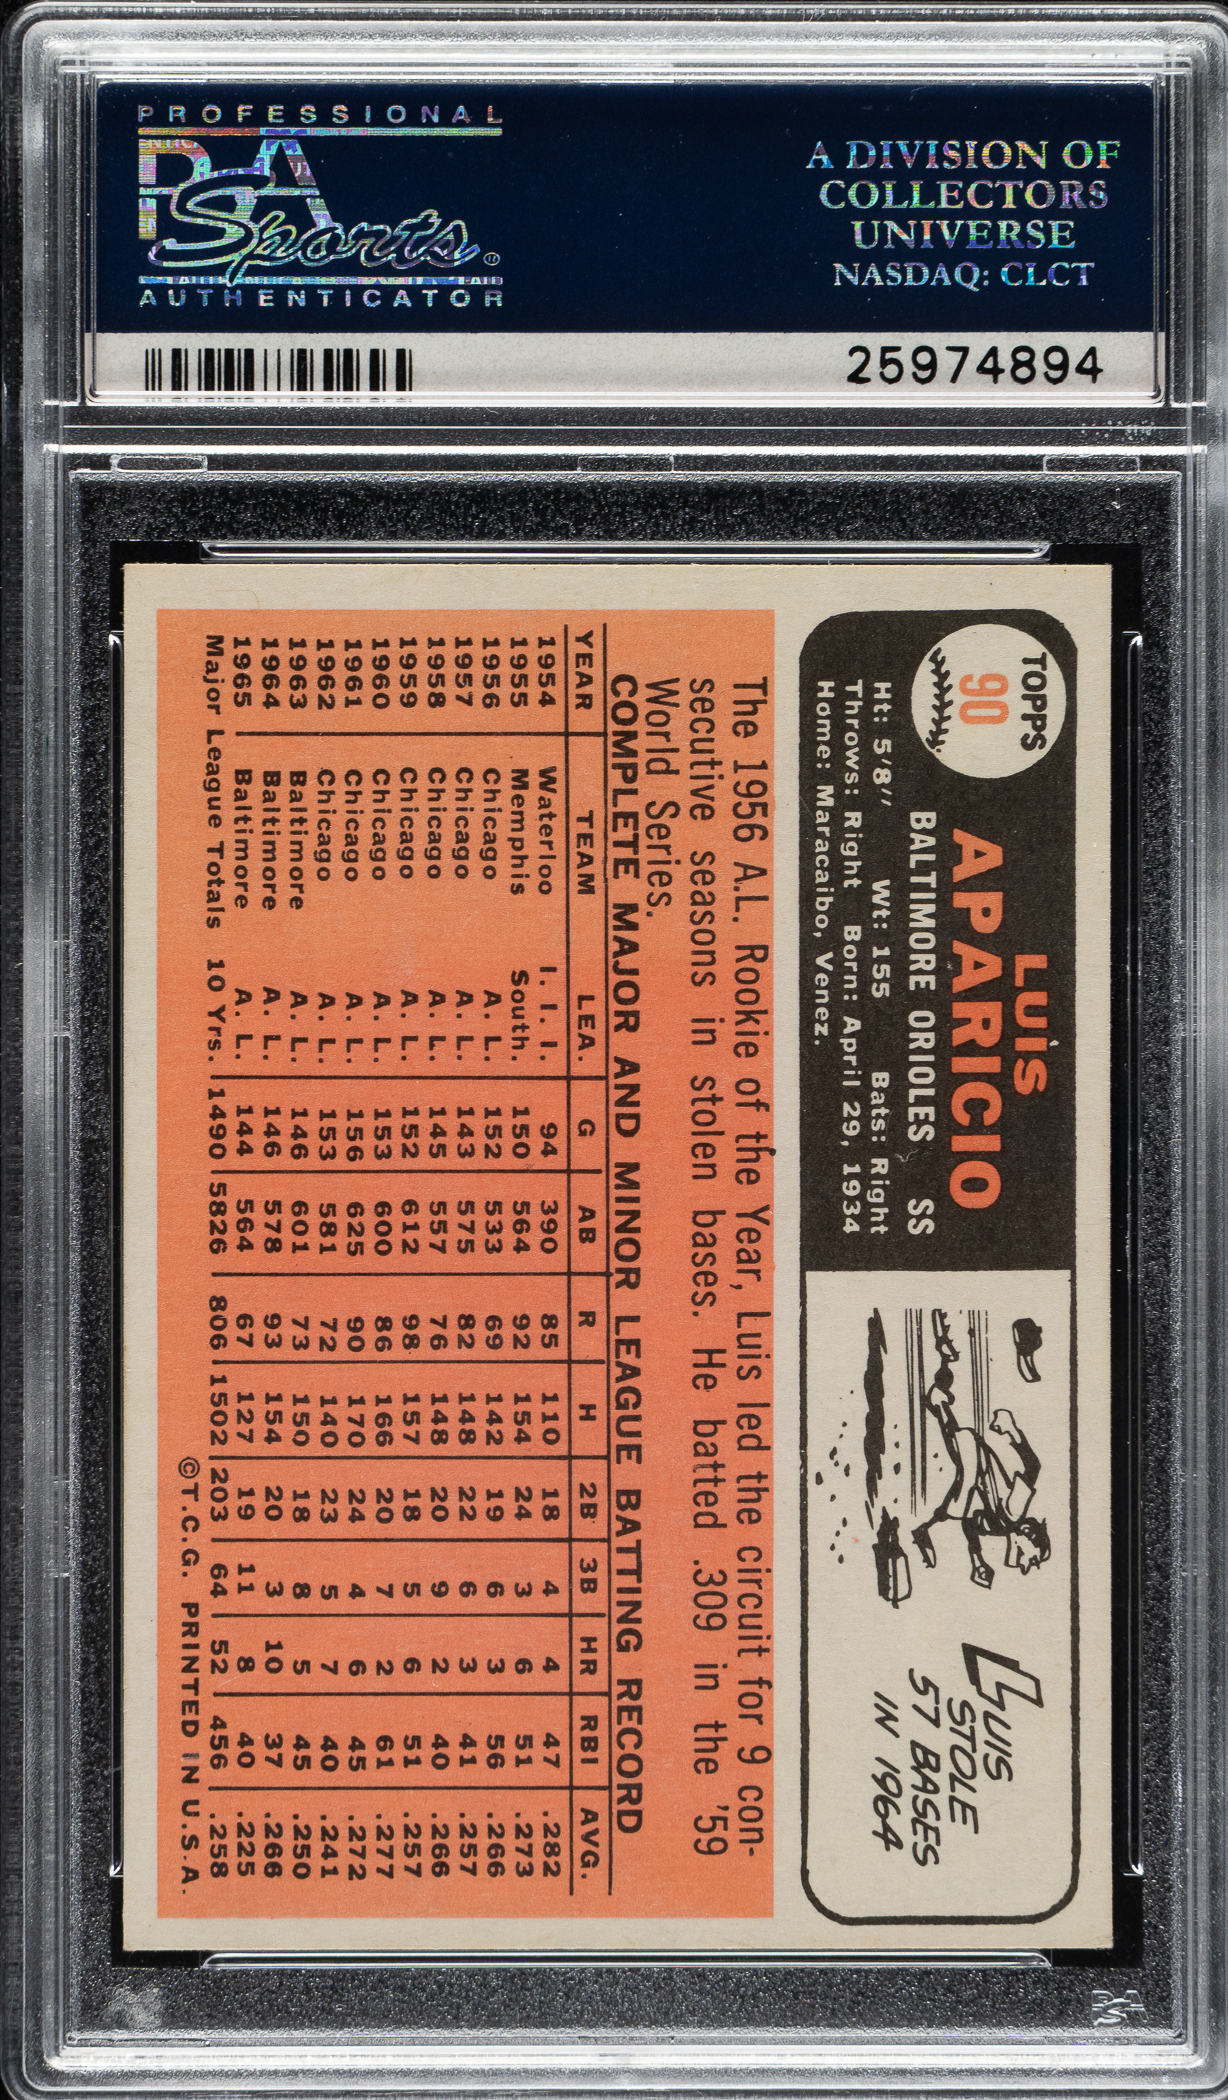 PROFESSIONAL
PSA
Sports
AUTHENTICATOR
A DIVISION OF
COLLECTORS
UNIVERSE
NASDAQ: CLCT
25974894
TOPPS
90
LUIS
APARICIO
BALTIMORE ORIOLES SS
Ht: 5'8" Wt: 155 Bats: Right
Throws: Right Born: April 29, 1934
Home: Maracaibo, Venez.
LUIS
STOLE
57 BASES
IN 1964
The 1956 A.L. Rookie of the Year, Luis led the circuit for 9 con-
secutive seasons in stolen bases. He batted .309 in the '59
World Series.
COMPLETE MAJOR AND MINOR LEAGUE BATTING RECORD
YEAR TEAM LEA. G AB R H 2B 3B HR RBI AVG.
1954 Waterloo I. I. I. 94 390 85 110 18 4 4 47 .282
1955 Memphis South. 150 564 92 154 24 3 6 51 .273
1956 Chicago A. L. 152 533 69 142 19 6 3 56 .266
1957 Chicago A. L. 143 575 82 148 22 6 3 41 .257
1958 Chicago A. L. 145 557 76 148 20 9 2 40 .266
1959 Chicago A. L. 152 612 98 157 18 5 6 51 .257
1960 Chicago A. L. 153 600 86 166 20 7 2 61 .277
1961 Chicago A. L. 156 625 90 170 24 4 6 45 .272
1962 Chicago A. L. 153 581 72 140 23 5 7 40 .241
1963 Baltimore A. L. 146 601 73 150 18 8 5 45 .250
1964 Baltimore A. L. 146 578 93 154 20 3 10 37 .266
1965 Baltimore A. L. 144 564 67 127 19 11 8 40 .225
Major League Totals 10 Yrs. 1490 5826 806 1502 203 64 52 456 .258
©T.C.G. PRINTED IN U.S.A.
PSA